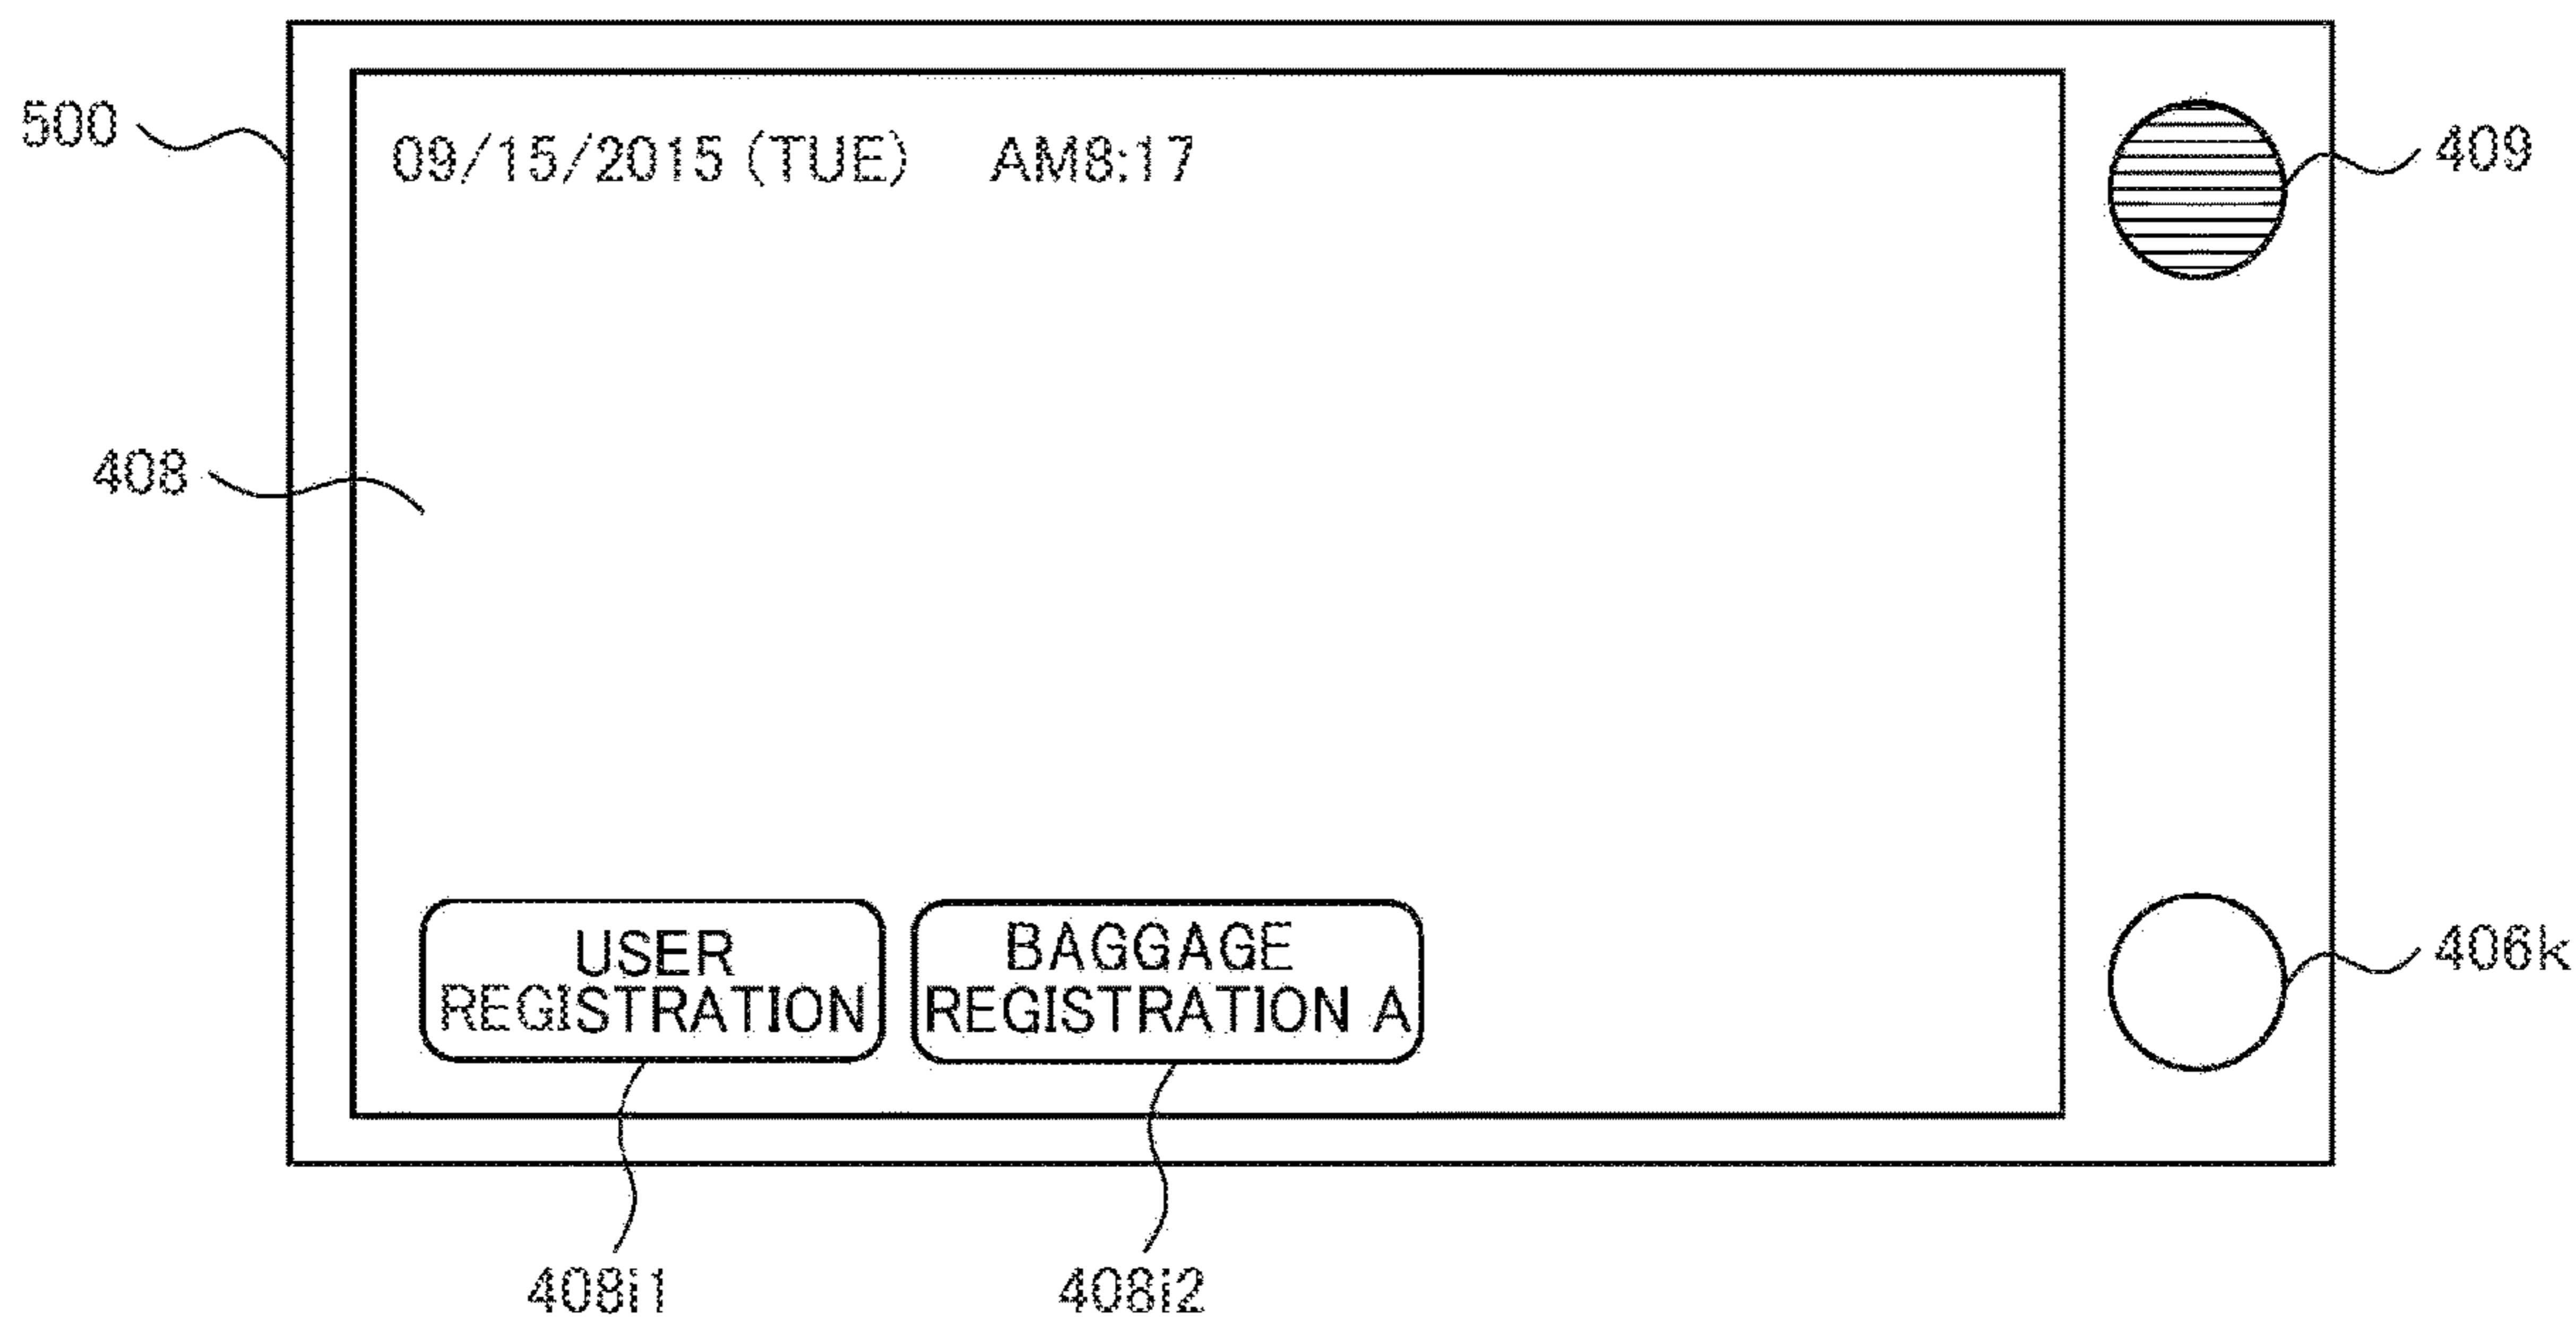 500
09/15/2015 (TUE) AM8:17
409
408
USER
REGISTRATION
BAGGAGE
REGISTRATION A
406k
408i1
408i2